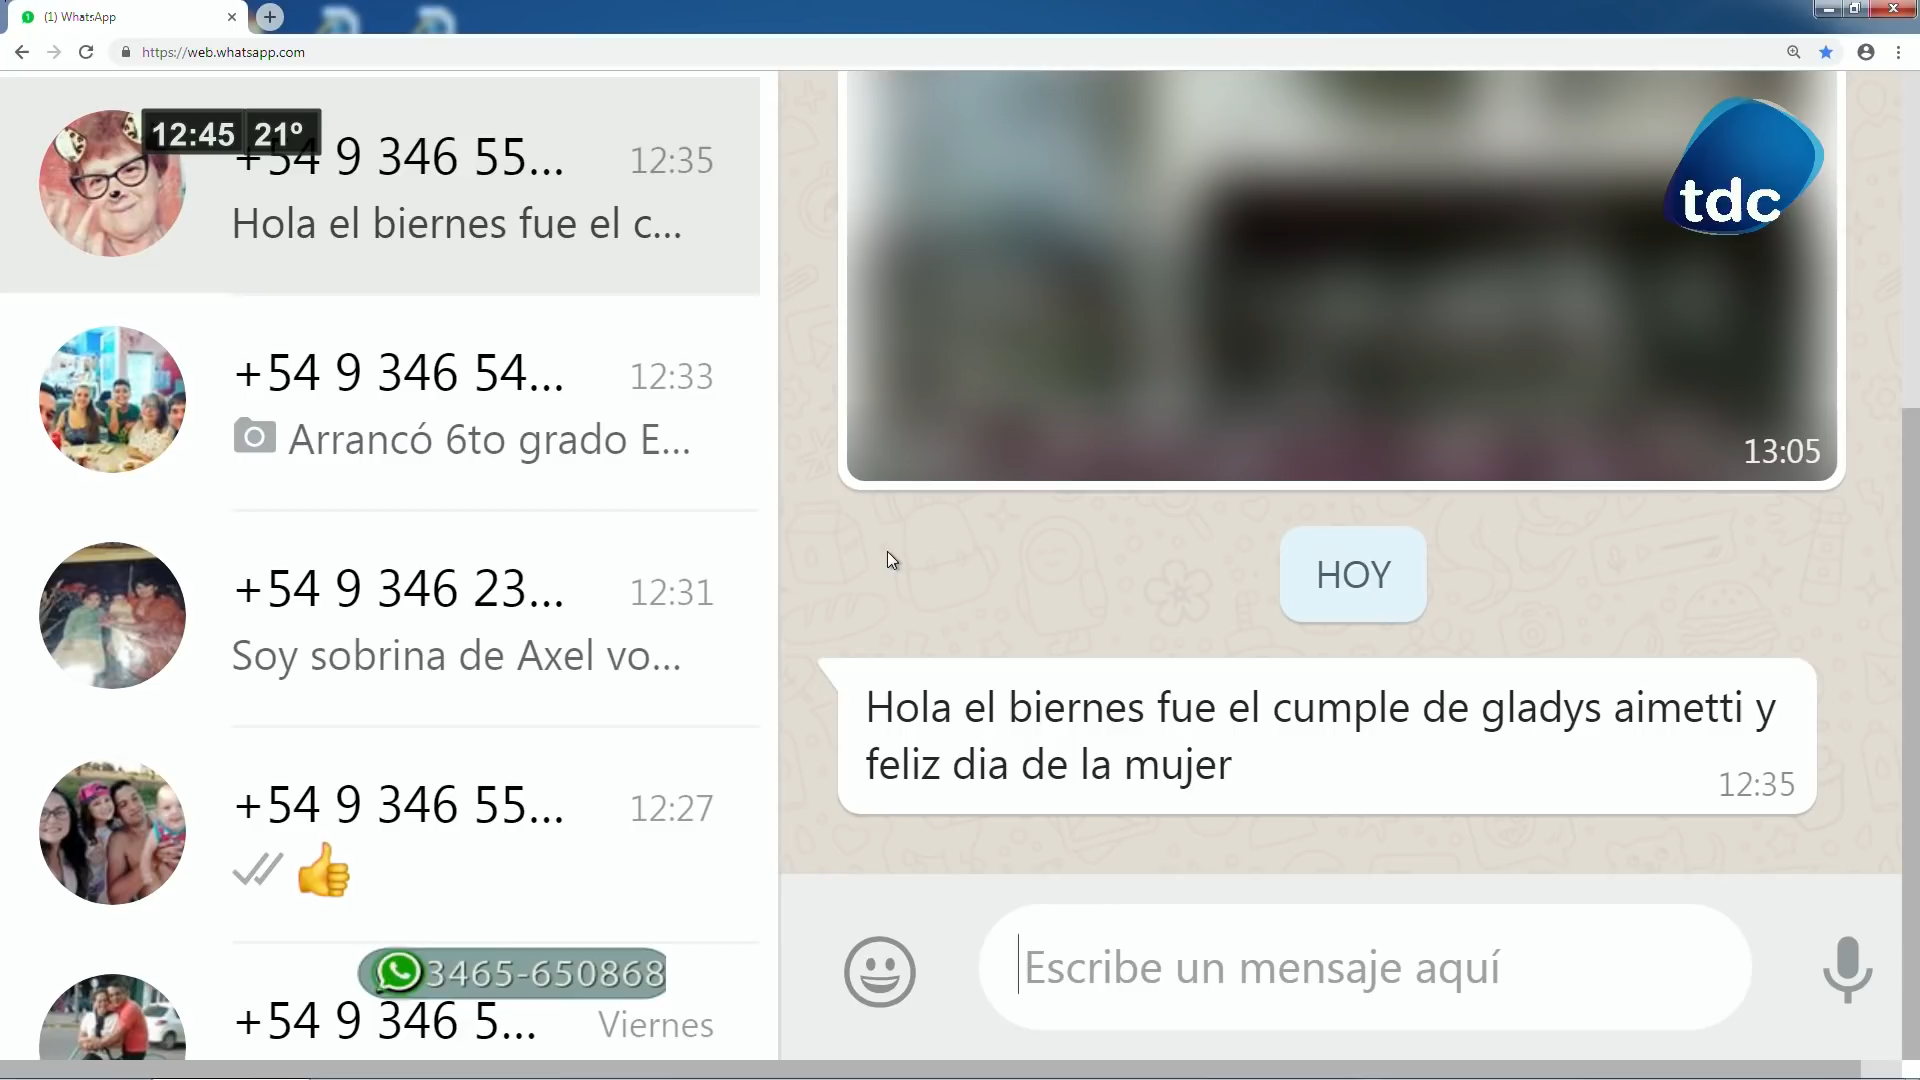 (1) WhatsApp
https://web.whatsapp.com
12:45 21°
+54 9 346 55... 12:35
Hola el biernes fue el c...
+54 9 346 54... 12:33
Arrancó 6to grado E...
+54 9 346 23... 12:31
Soy sobrina de Axel vo...
+54 9 346 55... 12:27
3465-650868
+54 9 346 5... Viernes
tdc
13:05
HOY
Hola el biernes fue el cumple de gladys aimetti y
feliz dia de la mujer
12:35
Escribe un mensaje aquí